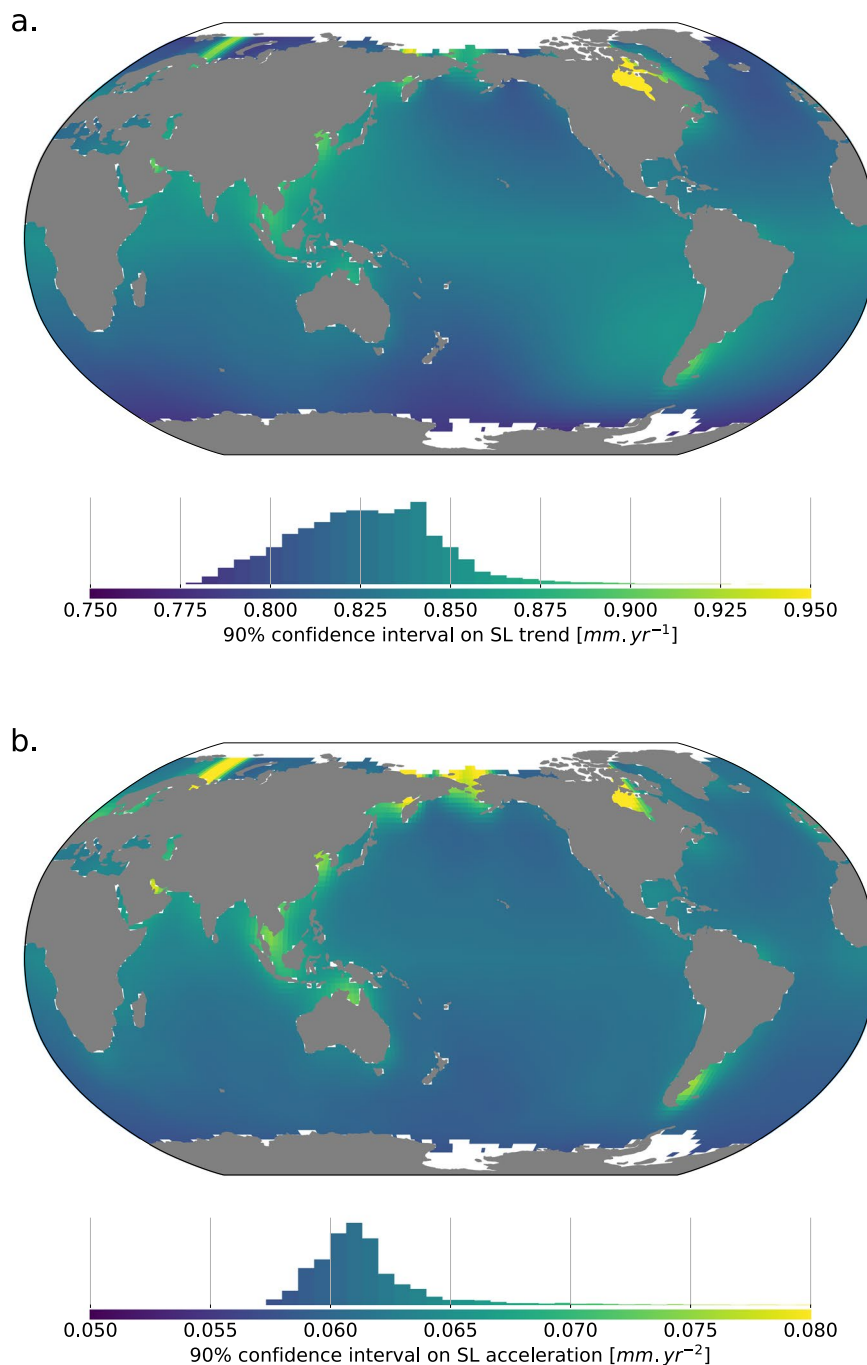 a.
0.750 0.775 0.800 0.825 0.850 0.875 0.900 0.925 0.950
90% confidence interval on SL trend [mm.yr⁻¹]
b.
0.050 0.055 0.060 0.065 0.070 0.075 0.080
90% confidence interval on SL acceleration [mm.yr⁻²]